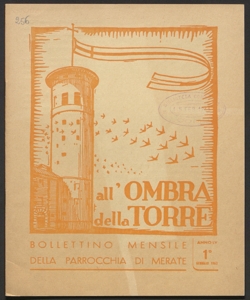 all'OMBRA
della TORRE
BOLLETTINO MENSILE
DELLA PARROCCHIA DI MERATE
1°